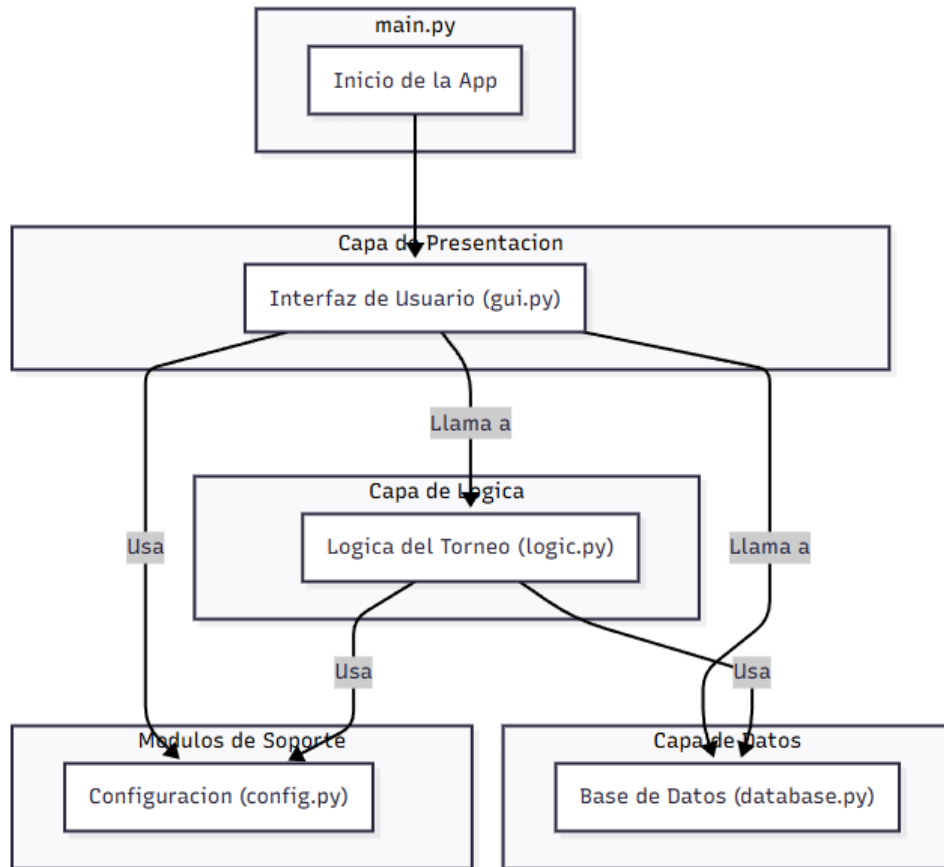 main.py
Inicio de la App
Capa de Presentacion
Interfaz de Usuario (gui.py)
Llama a
Capa de Logica
Usa
Logica del Torneo (logic.py)
Llama a
Usa
Usa
Modulos de Soporte
Capa de Datos
Configuracion (config.py)
Base de Datos (database.py)